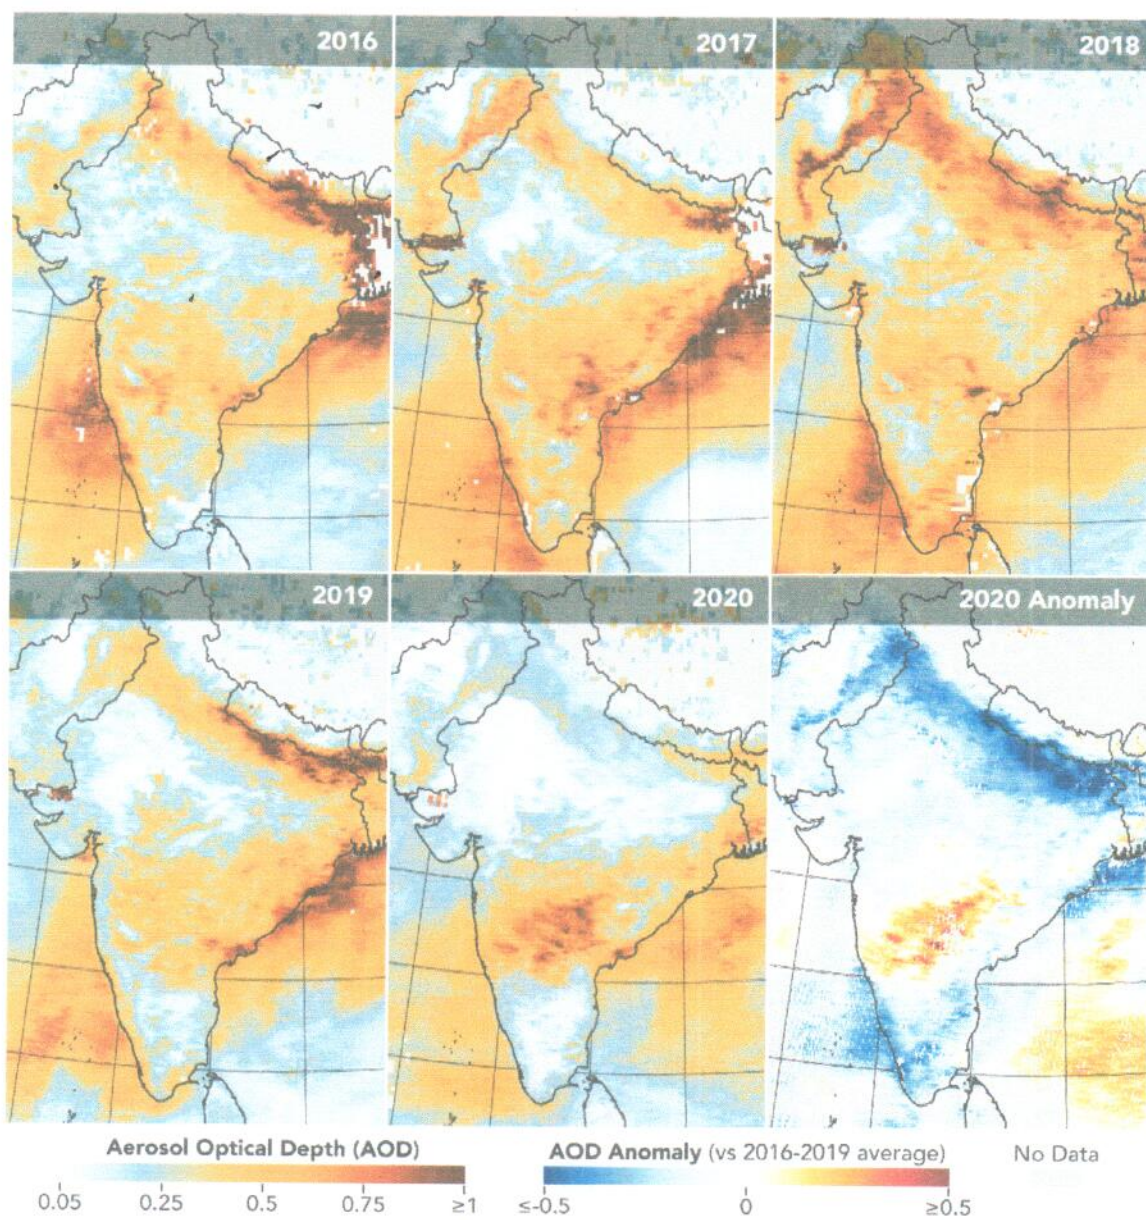 2016
2017
2018
2019
2020
2020 Anomaly
Aerosol Optical Depth (AOD)
0.05 0.25 0.5 0.75 ≥1
AOD Anomaly (vs 2016-2019 average)
≤-0.5 0 ≥0.5
No Data